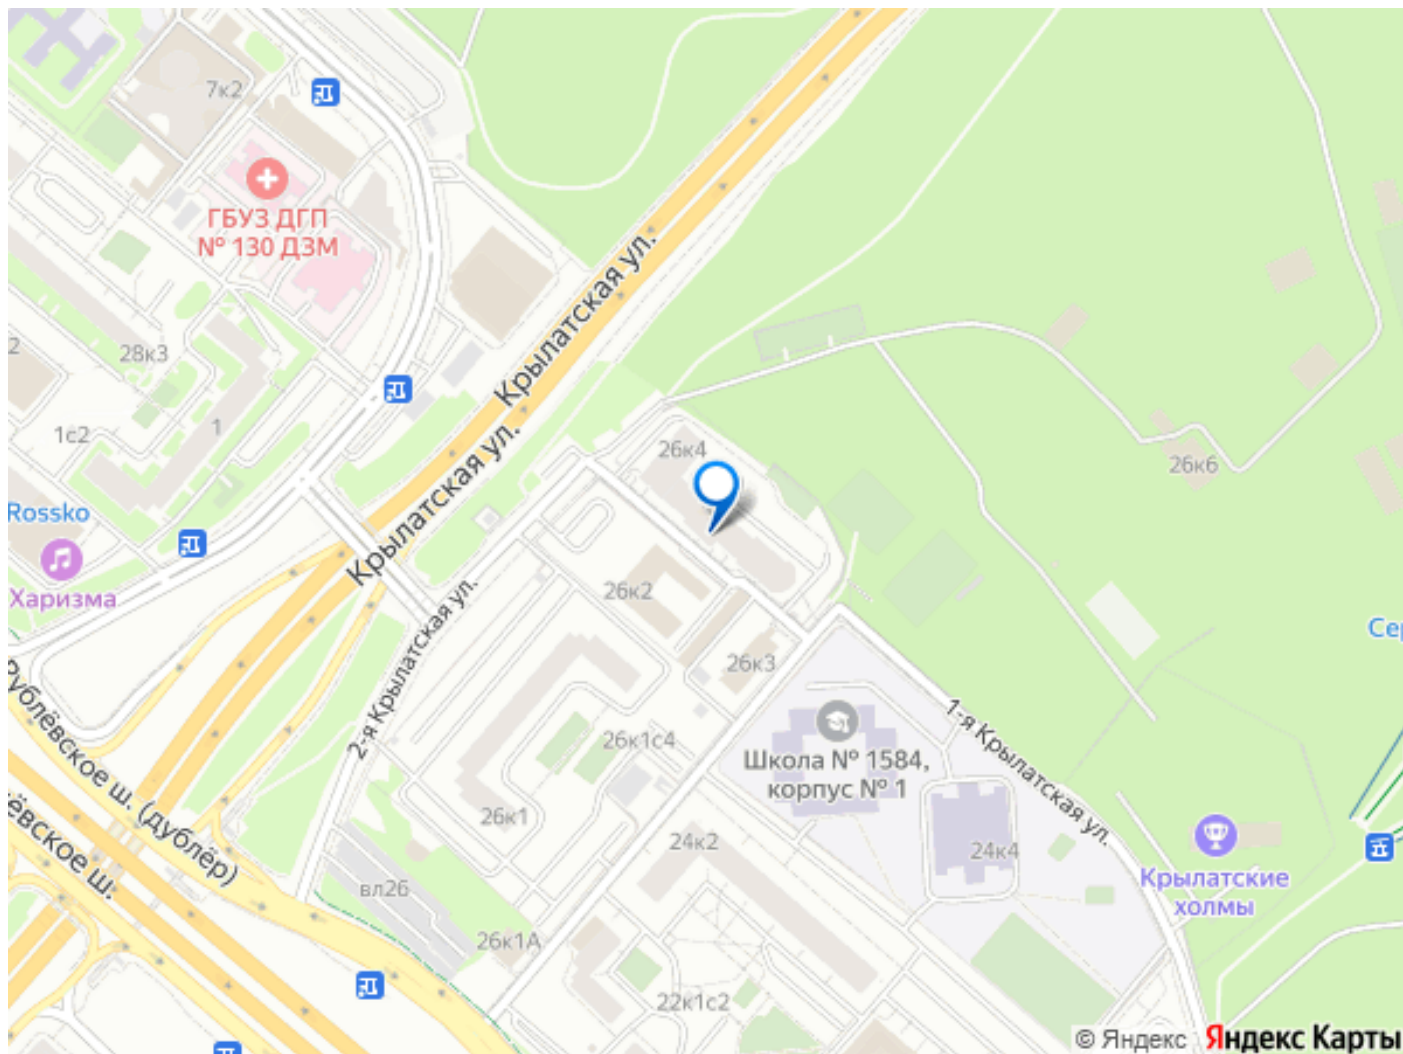 7к2
ГБУЗ ДГП
№ 130 ДЗМ
Крылатская ул.
2
28к3
1
1с2
26к4
26к6
Rossko
Крылатская ул.
Харизма
26к2
2-я Крылатская ул.
26к3
Сер
1-я Крылатская ул.
Школа № 1584,
корпус № 1
26к1с4
Рублёвское ш. (дублёр)
ёвское ш.
26к1
24к2
24к4
Крылатские
холмы
вл26
26к1А
22к1с2
© Яндекс Яндекс Карты